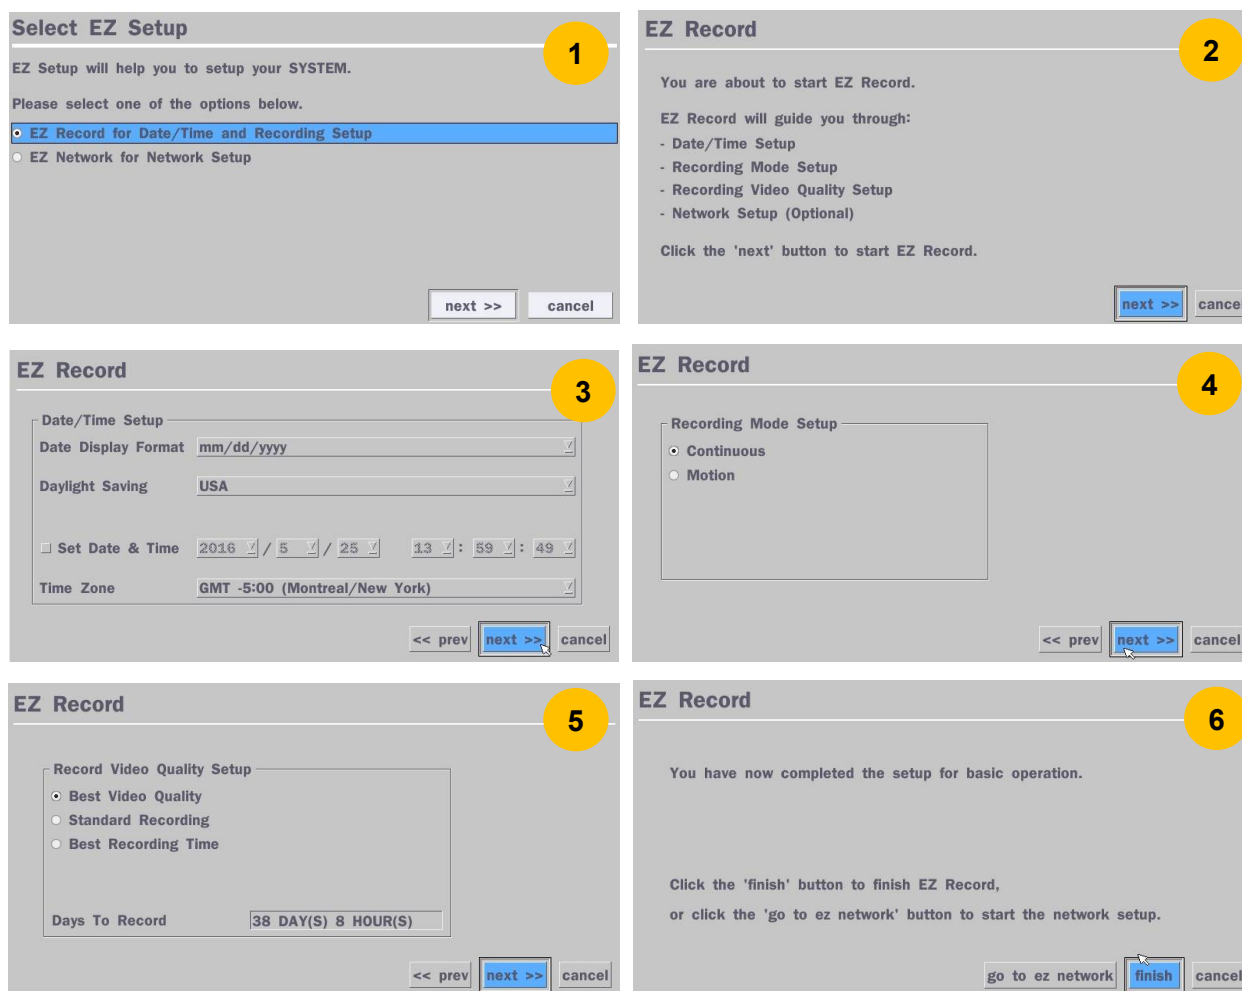 Select EZ Setup
1
EZ Setup will help you to setup your SYSTEM.
Please select one of the options below.
EZ Record for Date/Time and Recording Setup
EZ Network for Network Setup
next >> cancel
EZ Record
2
You are about to start EZ Record.
EZ Record will guide you through:
- Date/Time Setup
- Recording Mode Setup
- Recording Video Quality Setup
- Network Setup (Optional)
Click the 'next' button to start EZ Record.
next >> cancel
EZ Record
3
Date/Time Setup
Date Display Format mm/dd/yyyy
Daylight Saving USA
Set Date & Time 2016 / 5 / 25 13 : 59 : 49
Time Zone GMT -5:00 (Montreal/New York)
<< prev next >> cancel
EZ Record
4
Recording Mode Setup
Continuous
Motion
<< prev next >> cancel
EZ Record
5
Record Video Quality Setup
Best Video Quality
Standard Recording
Best Recording Time
Days To Record 38 DAY(S) 8 HOUR(S)
<< prev next >> cancel
EZ Record
6
You have now completed the setup for basic operation.
Click the 'finish' button to finish EZ Record,
or click the 'go to ez network' button to start the network setup.
go to ez network finish cancel